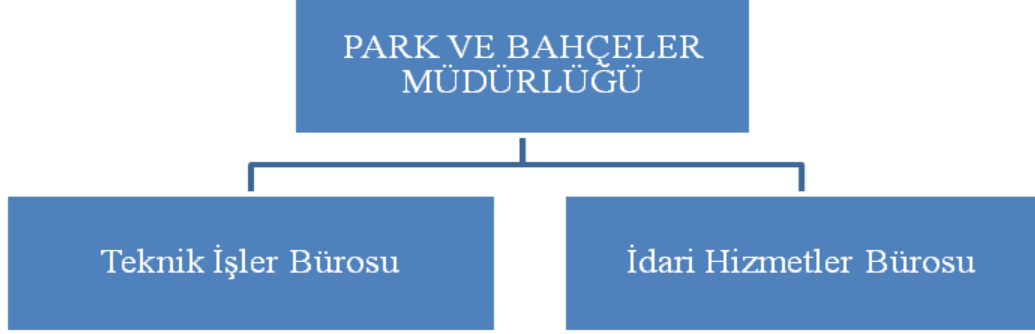 PARK VE BAHÇELER
MÜDÜRLÜĞÜ
Teknik İşler Bürosu
İdari Hizmetler Bürosu